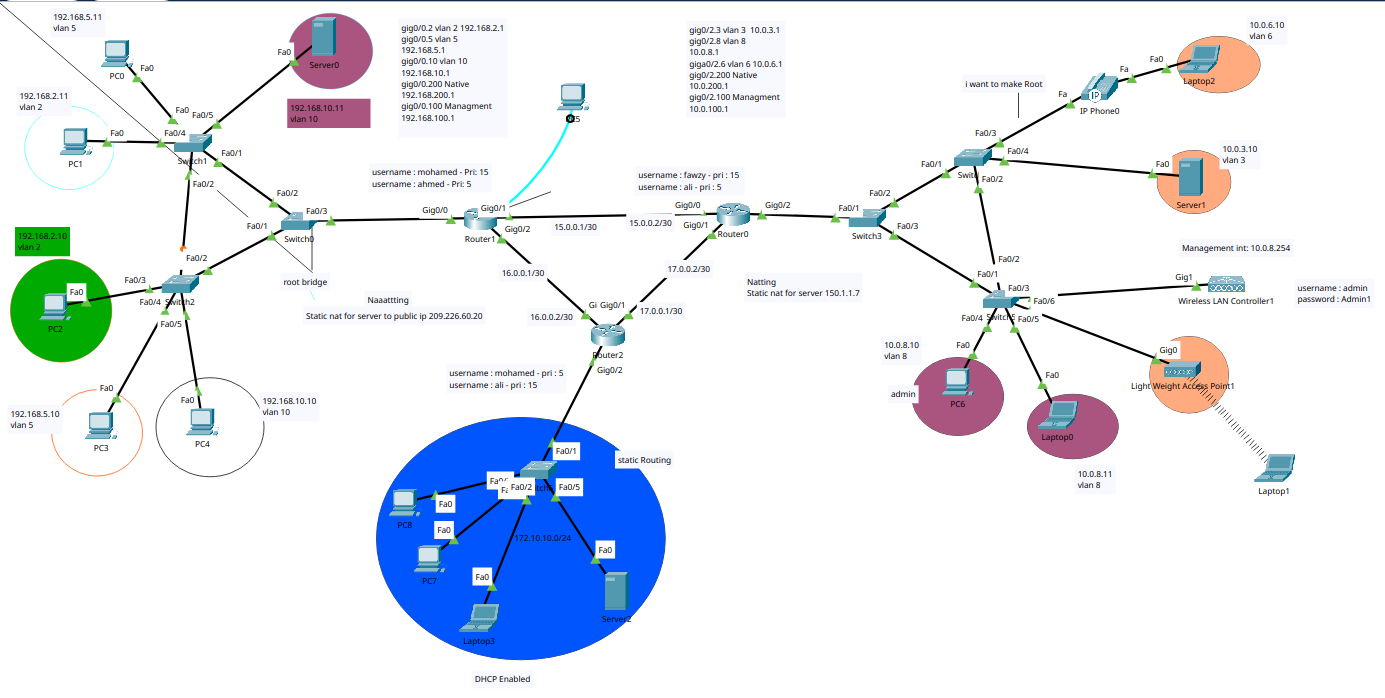 192.168.5.11
vlan 5
PC0
Fa0
192.168.2.11
vlan 2
PC1
Fa0
Fa0
Fa0/5
Fa0/4
Switch1
Fa0/1
Fa0/2
Fa0
Server0
192.168.10.11
vlan 10
gig0/0.2 vlan 2 192.168.2.1
gig0/0.5 vlan 5
192.168.5.1
gig0/0.10 vlan 10
192.168.10.1
gig0/0.200 Native
192.168.200.1
gig0/0.100 Managment
192.168.100.1
gig0/2.3 vlan 3 10.0.3.1
gig0/2.8 vlan 8
10.0.8.1
giga0/2.6 vlan 6 10.0.6.1
gig0/2.200 Native
10.0.200.1
gig0/2.100 Managment
10.0.100.1
username : mohamed - Pri: 15
username : ahmed - Pri: 5
username : fawzy - pri : 15
username : ali - pri : 5
i want to make Root
10.0.6.10
vlan 6
Fa0
Laptop2
Fa
Fa
IP
IP Phone0
Fa0/3
Fa0/4
Fa0/1
Fa0/2
10.0.3.10
vlan 3
Fa0
Server1
Fa0/2
Fa0/3
Fa0/1
Switch0
root bridge
Gig0/0
Gig0/1
Router1
Gig0/2
15.0.0.1/30
15.0.0.2/30
Gig0/0
Gig0/2
Gig0/1
Router0
Fa0/2
Fa0/1
Fa0/3
Switch3
192.168.2.10
vlan 2
Fa0
PC2
Fa0/2
Fa0/3
Fa0/4
Switch2
Fa0/5
16.0.0.1/30
17.0.0.2/30
16.0.0.2/30
17.0.0.1/30
Gi
Gig0/1
Router2
Gig0/2
Naaattting
Static nat for server to public ip 209.226.60.20
Natting
Static nat for server 150.1.1.7
Management int: 10.0.8.254
Gig1
Wireless LAN Controller1
username : admin
password : Admin1
Fa0/2
Fa0/1
Fa0/3
Fa0/6
Fa0/4
Fa0/5
10.0.8.10
vlan 8
Fa0
admin
PC6
Fa0
Laptop0
10.0.8.11
vlan 8
Gig0
Light Weight Access Point1
Laptop1
username : mohamed - pri : 5
username : ali - pri : 15
192.168.5.10
vlan 5
Fa0
PC3
Fa0
PC4
192.168.10.10
vlan 10
static Routing
Fa0/1
Fa0/2
Fa0/5
PC8
Fa0
Fa0
PC7
172.10.10.0/24
Fa0
Laptop3
Fa0
Server2
DHCP Enabled